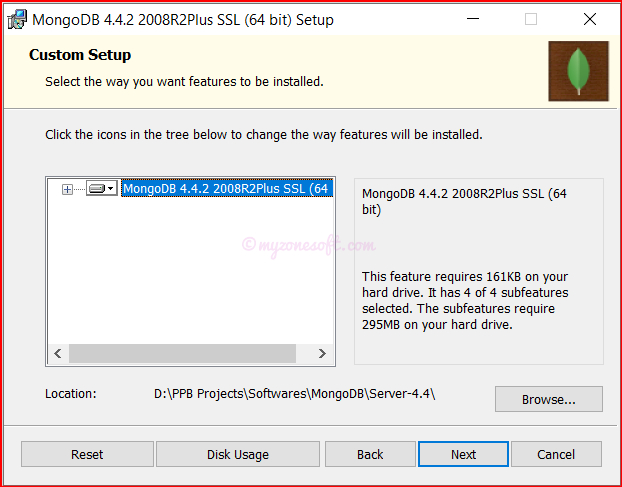 MongoDB 4.4.2 2008R2Plus SSL (64 bit) Setup
Custom Setup
Select the way you want features to be installed.
Click the icons in the tree below to change the way features will be installed.
MongoDB 4.4.2 2008R2Plus SSL (64
MongoDB 4.4.2 2008R2Plus SSL (64
bit)
© myzonesoft.com
This feature requires 161KB on your
hard drive. It has 4 of 4 subfeatures
selected. The subfeatures require
295MB on your hard drive.
Location:
D:\PPB Projects\Softwares\MongoDB\Server-4.4\
Browse...
Reset
Disk Usage
Back
Next
Cancel